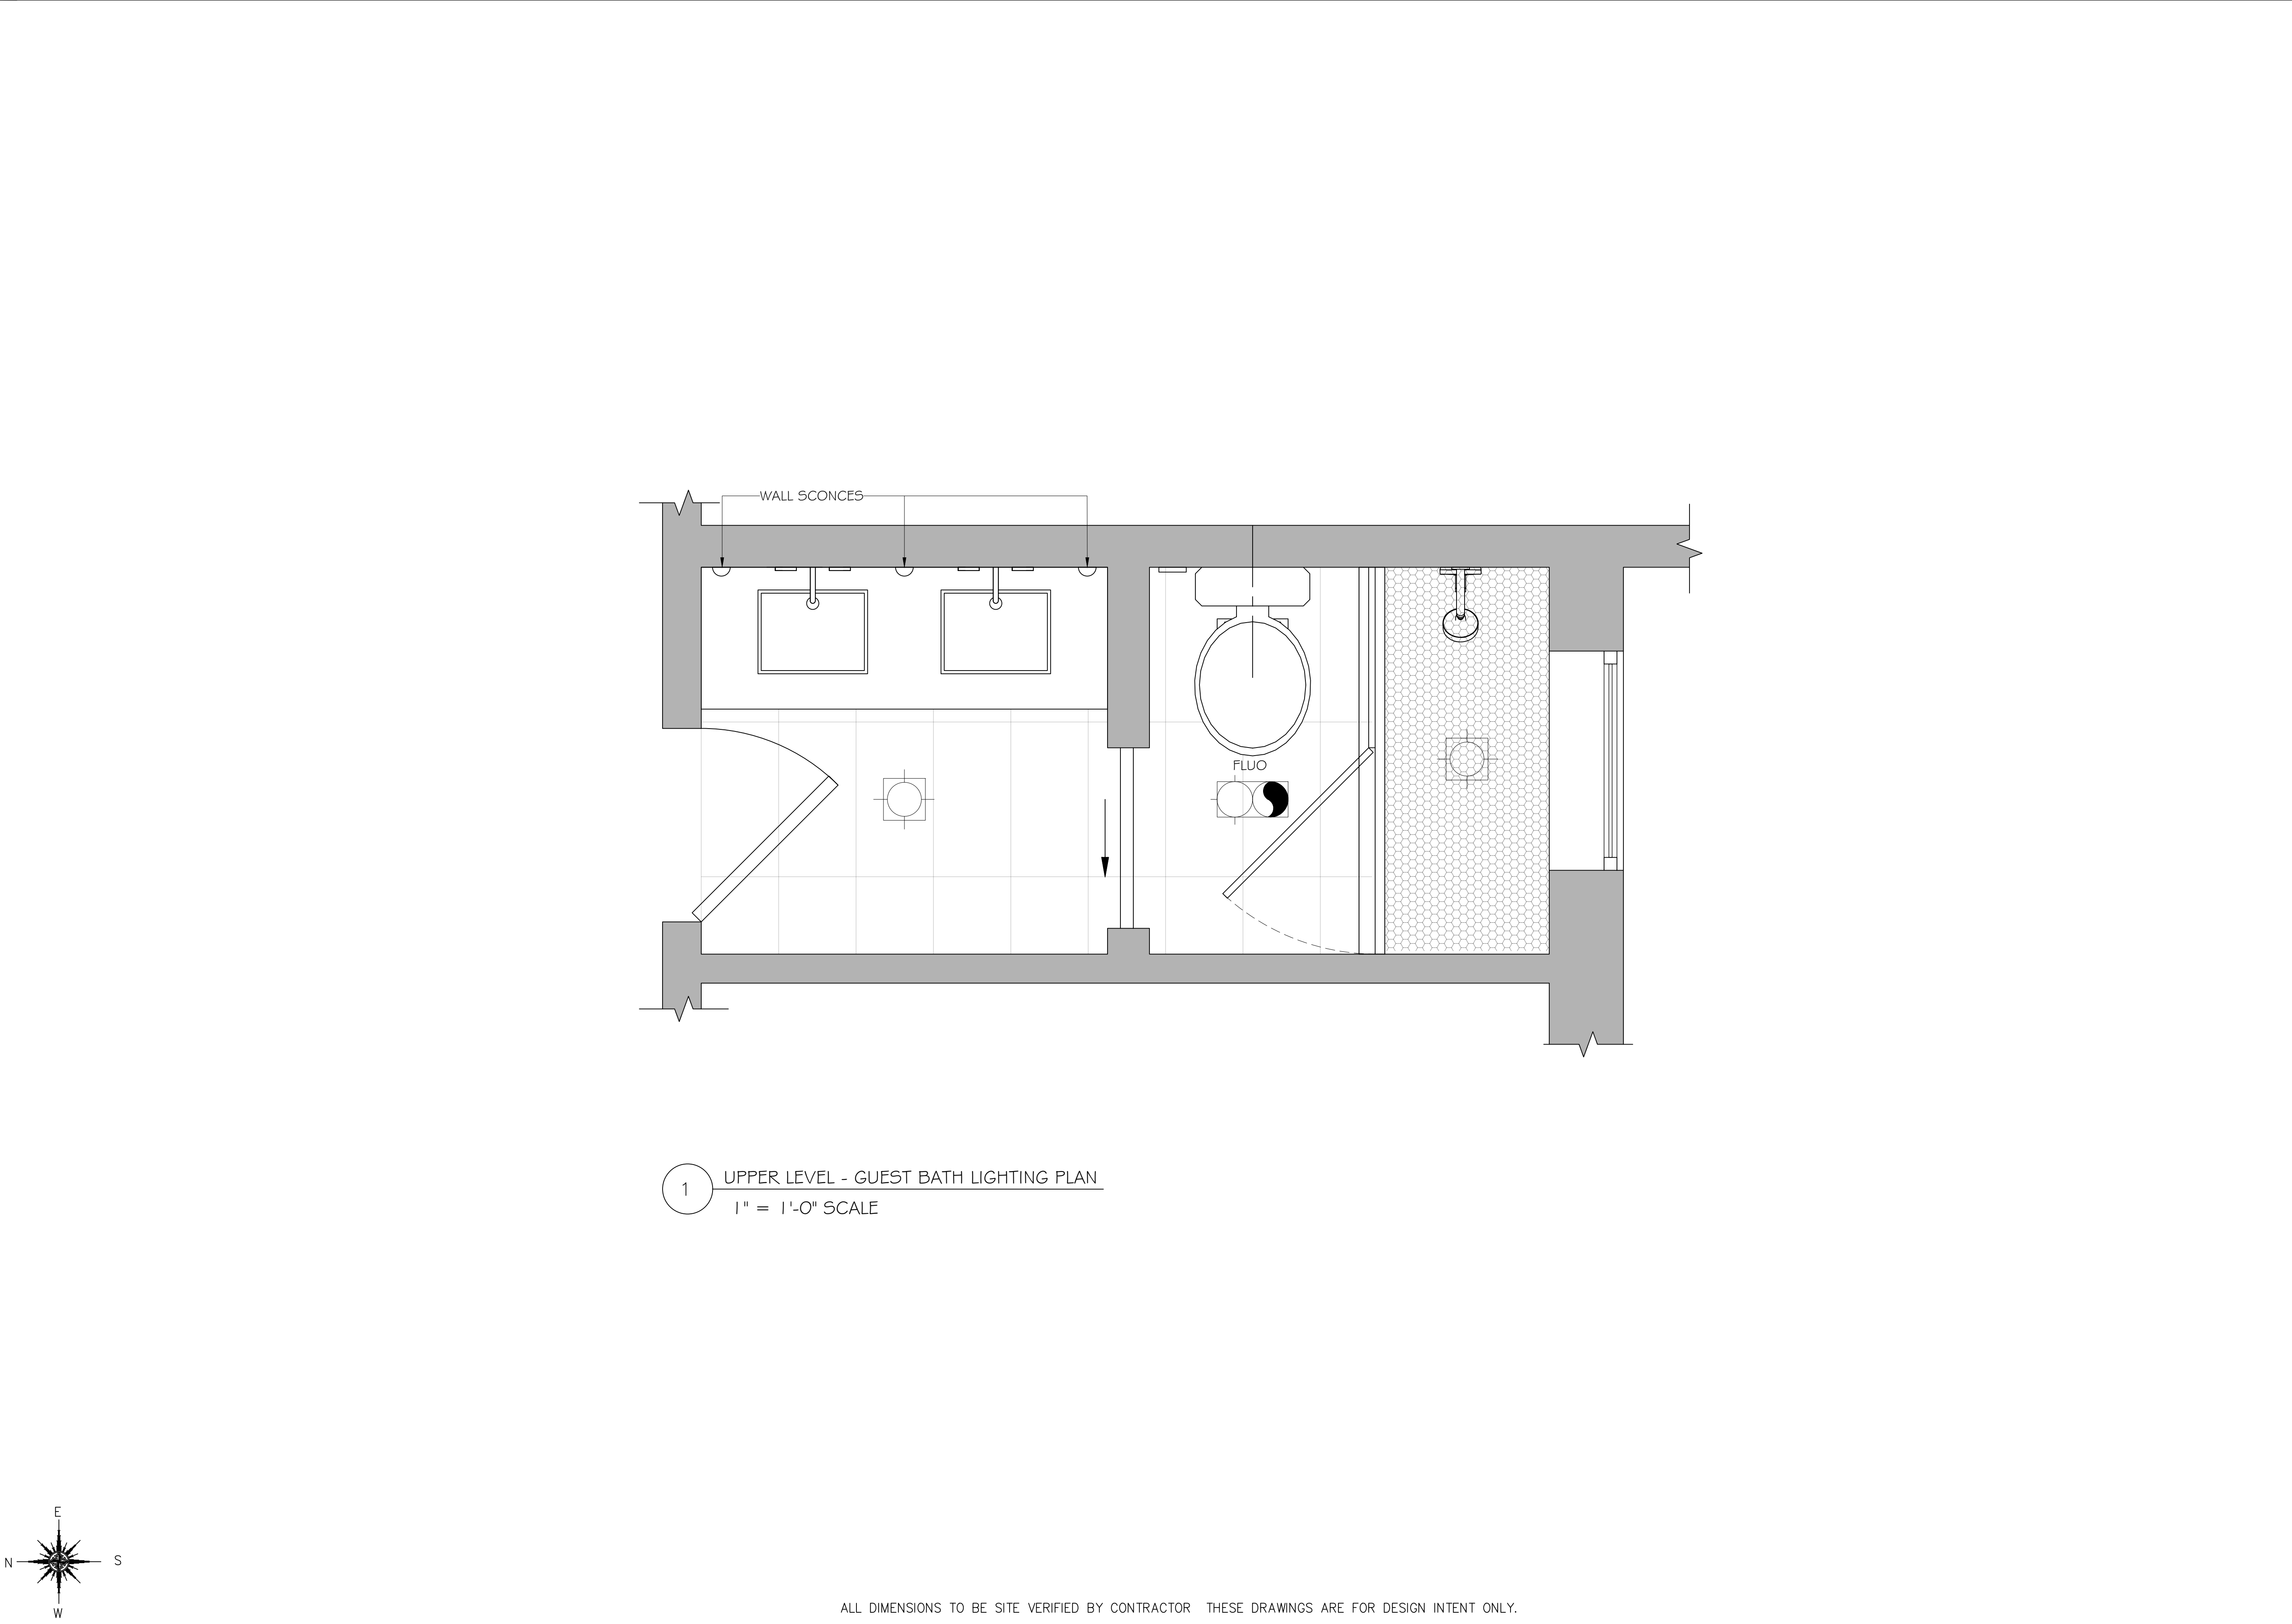 WALL SCONCES
FLUO
1
UPPER LEVEL - GUEST BATH LIGHTING PLAN
1" = 1'-0" SCALE
E
N
S
W
ALL DIMENSIONS TO BE SITE VERIFIED BY CONTRACTOR THESE DRAWINGS ARE FOR DESIGN INTENT ONLY.